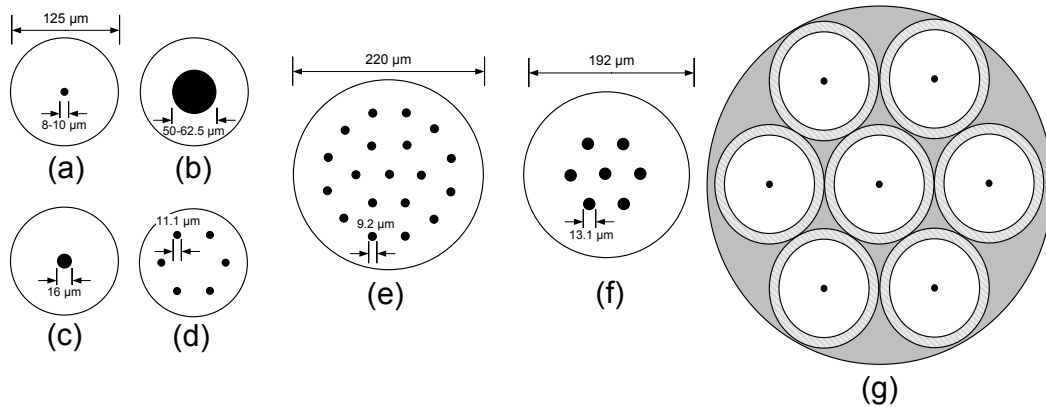 125 µm
8-10 µm
(a)
50-62.5 µm
(b)
16 µm
(c)
11.1 µm
(d)
220 µm
9.2 µm
(e)
192 µm
13.1 µm
(f)
(g)